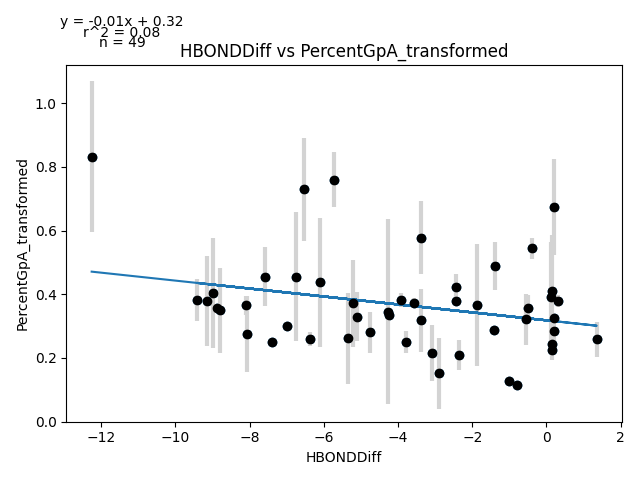 y = -0.01x + 0.32
r^2 = 0.08
n = 49
HBONDDiff vs PercentGpA_transformed
PercentGpA_transformed
1.0
0.8
0.6
0.4
0.2
0.0
−12
−10
−8
−6
−4
−2
0
2
HBONDDiff